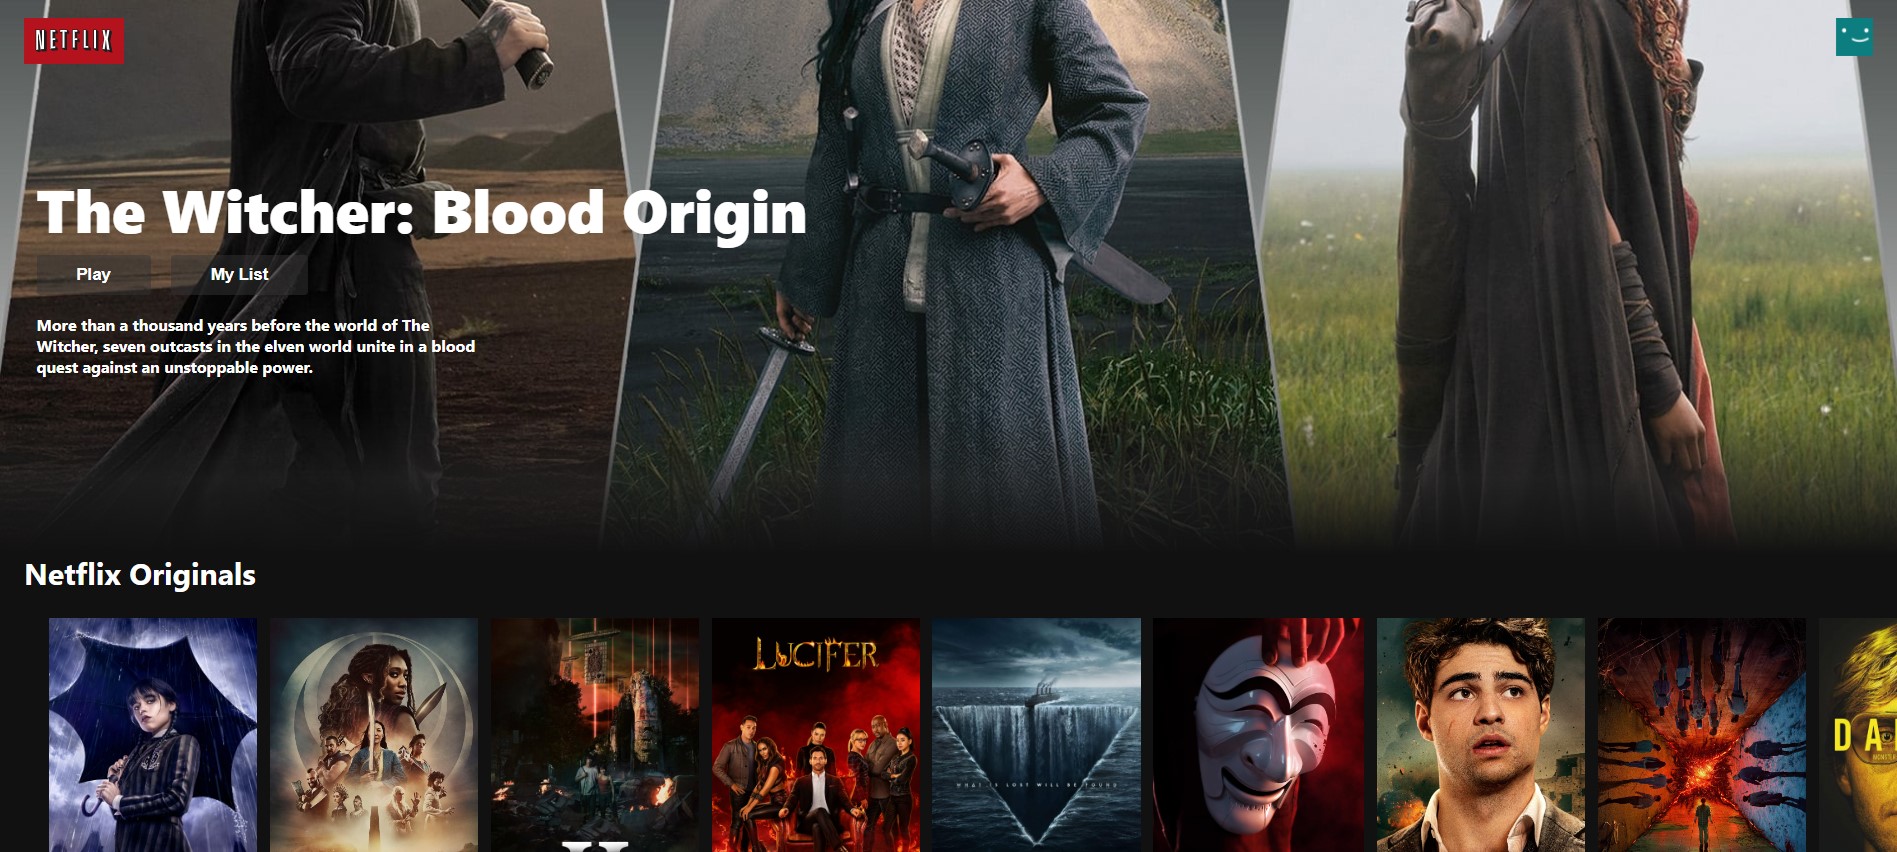 NETFLIX
The Witcher: Blood Origin
Play
My List
More than a thousand years before the world of The
Witcher, seven outcasts in the elven world unite in a blood
quest against an unstoppable power.
Netflix Originals
LUCIFER
WHAT IS LOST WILL BE FOUND